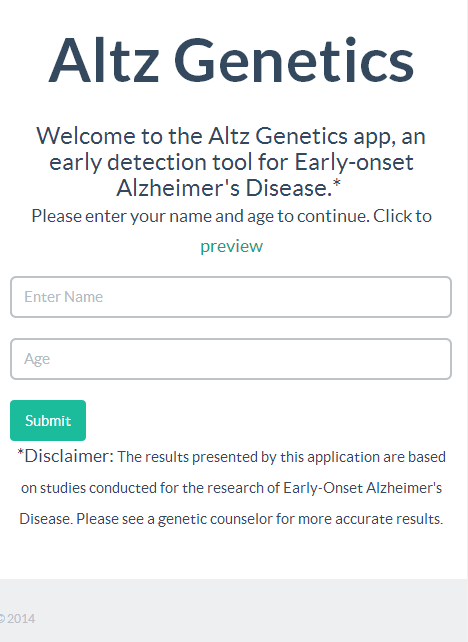 Altz Genetics
Welcome to the Altz Genetics app, an
early detection tool for Early-onset
Alzheimer's Disease.*
Please enter your name and age to continue. Click to
preview
Enter Name
Age
Submit
*Disclaimer: The results presented by this application are based
on studies conducted for the research of Early-Onset Alzheimer's
Disease. Please see a genetic counselor for more accurate results.
© 2014